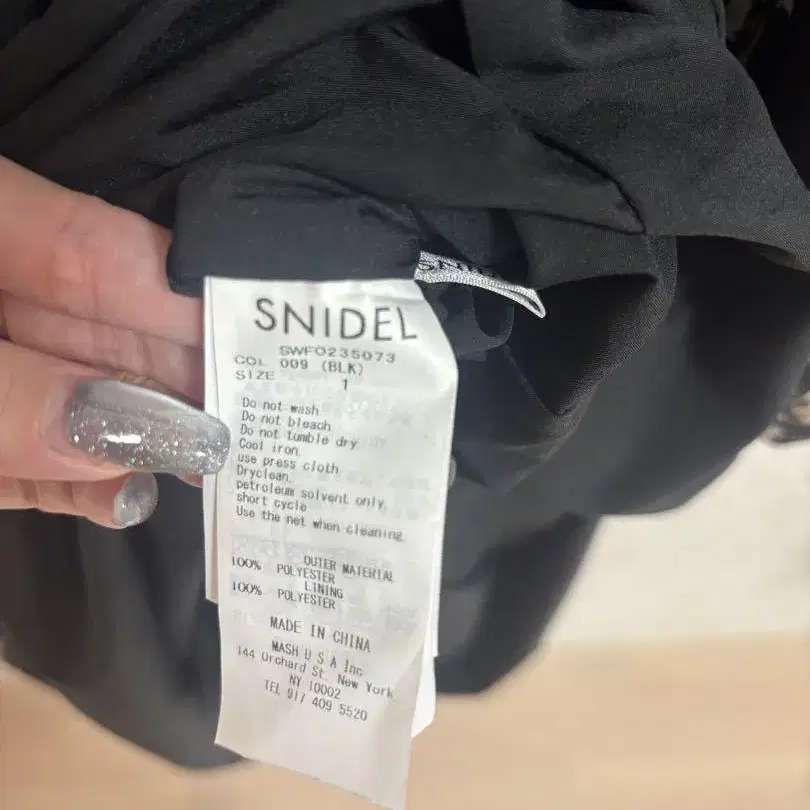 SNIDEL
SWFO235073
COL 009 (BLK)
SIZE 1
Do not wash
Do not bleach
Do not tumble dry.
Cool iron.
use press cloth
Dryclean.
petroleum solvent only.
short cycle
Use the net when cleaning.
OUTER MATERIAL
100% POLYESTER
LINING
100% POLYESTER
MADE IN CHINA
MASH U S A Inc
144 Orchard St. New York
NY 10002
TEL 917 409 5520